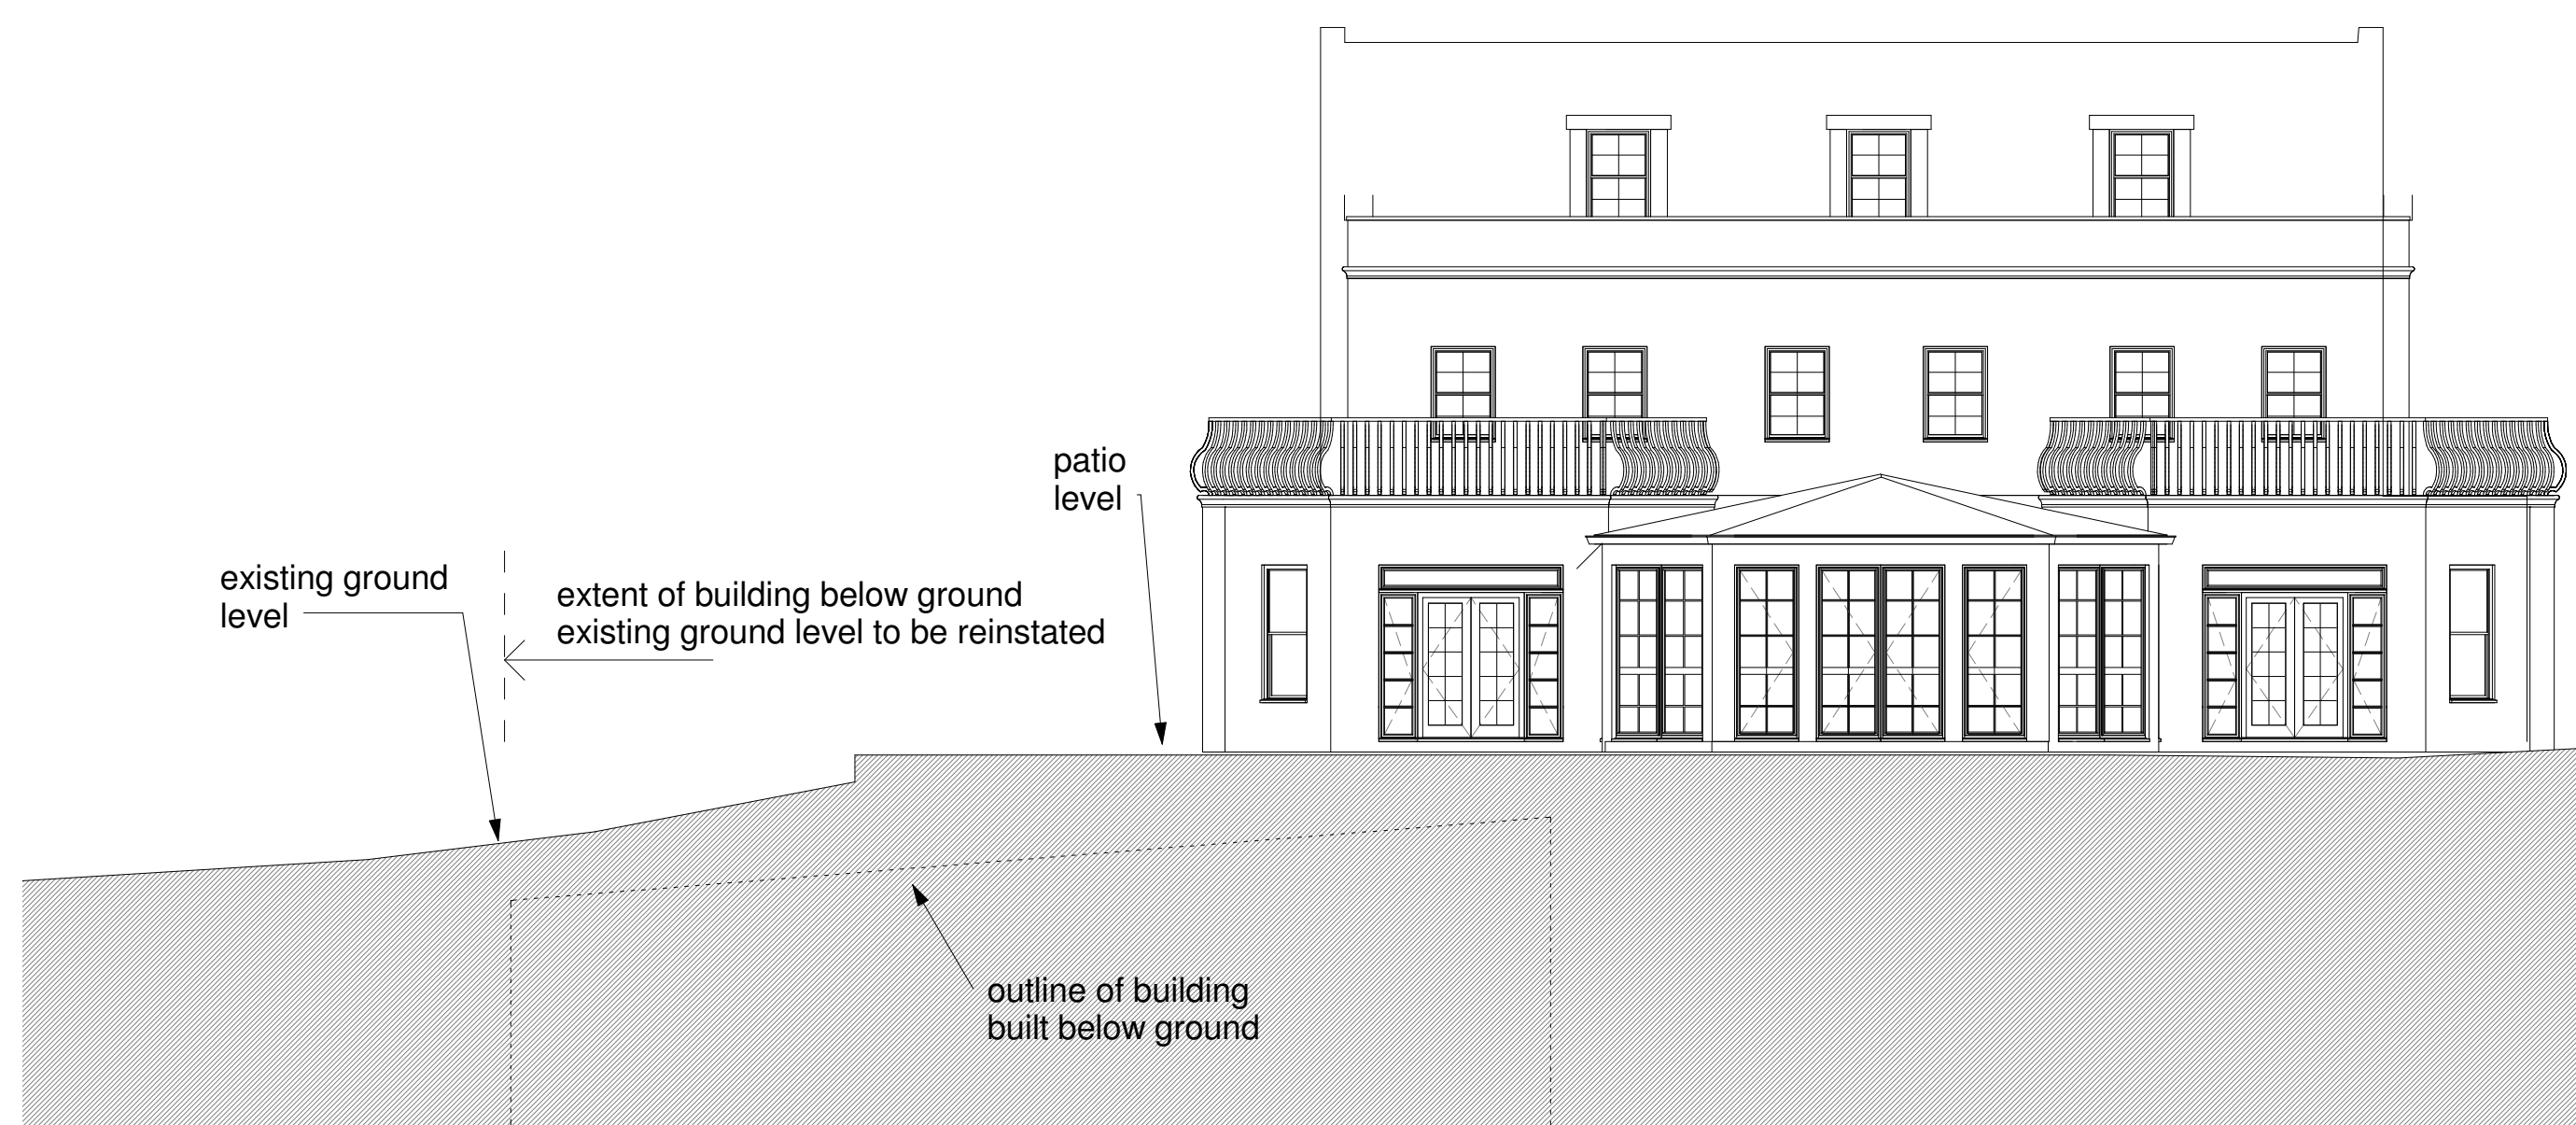 patio
level
existing ground
level
extent of building below ground
existing ground level to be reinstated
outline of building
built below ground